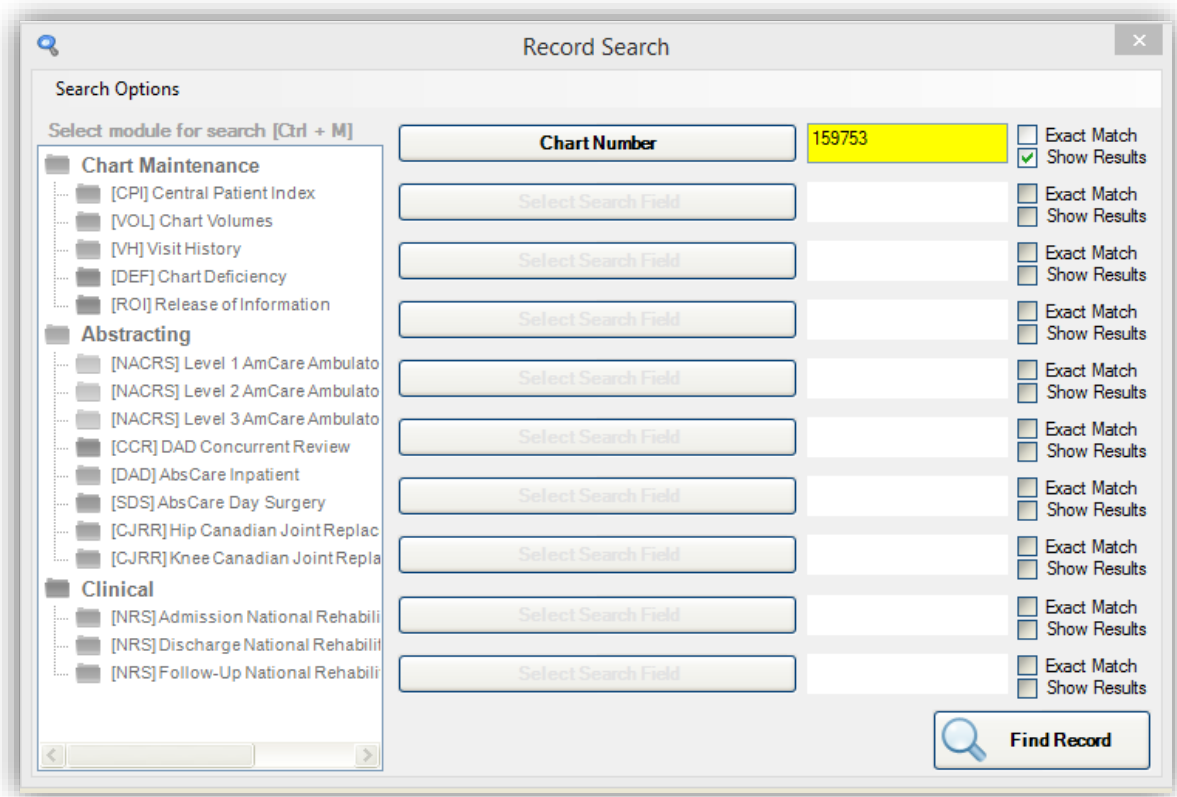 Record Search
Search Options
Select module for search [Ctrl + M]
Chart Maintenance
[CPI] Central Patient Index
[VOL] Chart Volumes
[VH] Visit History
[DEF] Chart Deficiency
[ROI] Release of Information
Abstracting
[NACRS] Level 1 AmCare Ambulato
[NACRS] Level 2 AmCare Ambulato
[NACRS] Level 3 AmCare Ambulato
[CCR] DAD Concurrent Review
[DAD] AbsCare Inpatient
[SDS] AbsCare Day Surgery
[CJRR] Hip Canadian Joint Replac
[CJRR] Knee Canadian Joint Repla
Clinical
[NRS] Admission National Rehabili
[NRS] Discharge National Rehabilit
[NRS] Follow-Up National Rehabilit
Chart Number 159753 Exact Match
Show Results
Select Search Field Exact Match
Show Results
Select Search Field Exact Match
Show Results
Select Search Field Exact Match
Show Results
Select Search Field Exact Match
Show Results
Select Search Field Exact Match
Show Results
Select Search Field Exact Match
Show Results
Select Search Field Exact Match
Show Results
Select Search Field Exact Match
Show Results
Select Search Field Exact Match
Show Results
Find Record